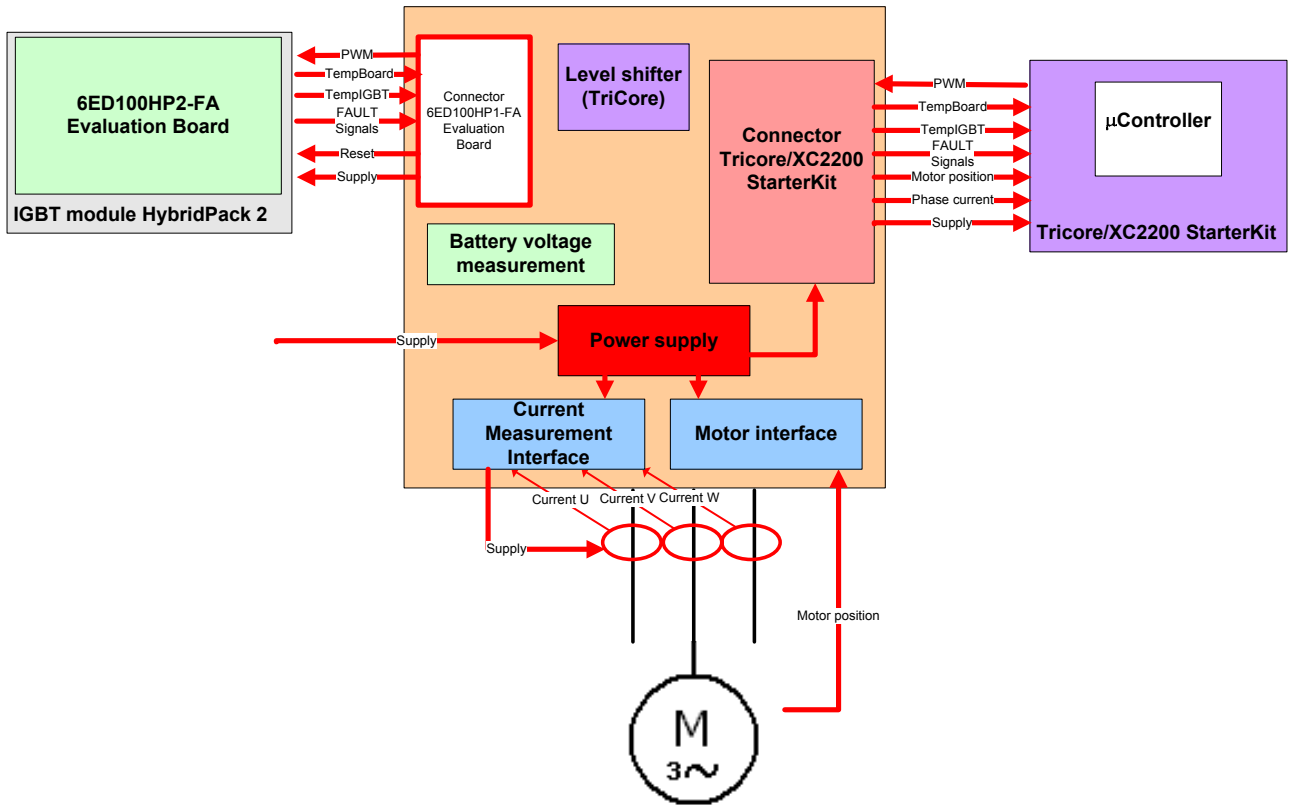 6ED100HP2-FA
Evaluation Board
IGBT module HybridPack 2
PWM
TempBoard
TempIGBT
FAULT
Signals
Reset
Supply
Connector
6ED100HP1-FA
Evaluation
Board
Level shifter
(TriCore)
Connector
Tricore/XC2200
StarterKit
PWM
TempBoard
TempIGBT
FAULT
Signals
Motor position
Phase current
Supply
µController
Tricore/XC2200 StarterKit
Battery voltage
measurement
Supply
Power supply
Current
Measurement
Interface
Motor interface
Current U
Current V
Current W
Supply
Motor position
M
3~